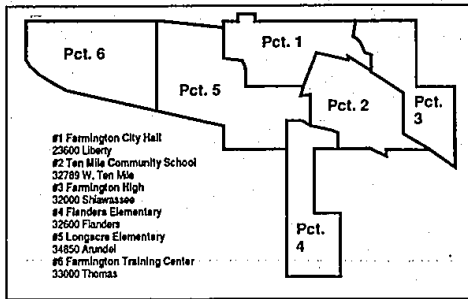 Pct. 6
Pct. 1
Pct. 5
Pct. 2
Pct. 3
Pct. 4
#1 Farmington City Hall
23600 Liberty
#2 Ten Mile Community School
32789 W. Ten Mile
#3 Farmington High
32000 Shiawassee
#4 Flanders Elementary
32600 Flanders
#5 Longacre Elementary
34850 Arundel
#6 Farmington Training Center
33000 Thomas